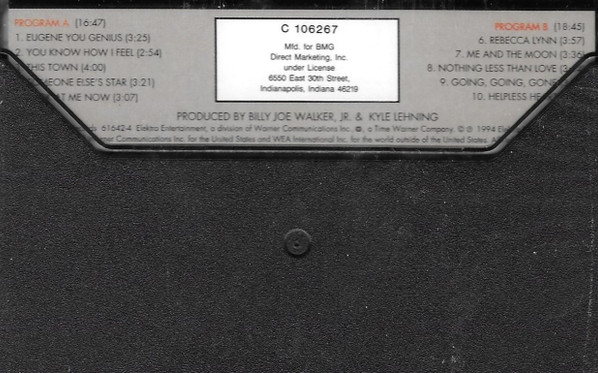 PROGRAM A (16:47)
1. EUGENE YOU GENIUS (3:25)
2. YOU KNOW HOW I FEEL (2:54)
THIS TOWN (4:00)
ELSE'S STAR (3:21)
AT ME NOW (3:07)
C 106267
Mfd. for BMG
Direct Marketing, Inc.
under License
6550 East 30th Street,
Indianapolis, Indiana 46219
PROGRAM B (18:45)
6. REBECCA LYNN (3:57)
7. ME AND THE MOON (3:36)
8. NOTHING LESS THAN LOVE
9. GOING, GOING, GONE
10. HELPLESS
PRODUCED BY BILLY JOE WALKER, JR. & KYLE LEHNING
61642-4 Elektra Entertainment, a division of Warner Communications Inc. , a Time Warner Company. © ℗ 1994
Communications Inc. for the United States and WEA International Inc. for the world outside of the United States.
6